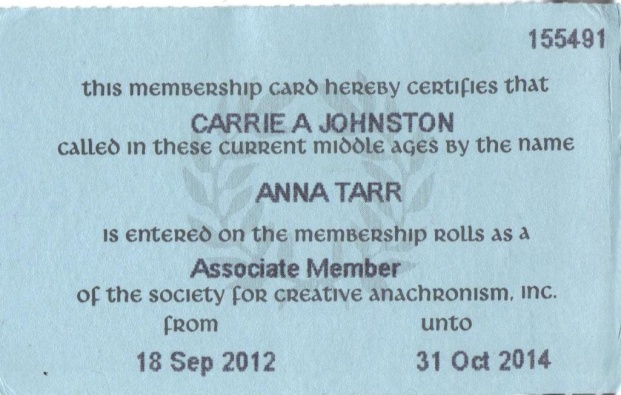 155491
this membership card hereby certifies that
CARRIE A JOHNSTON
called in these current middle ages by the name
ANNA TARR
is entered on the membership rolls as a
Associate Member
of the society for creative anachronism, inc.
from unto
18 Sep 2012 31 Oct 2014